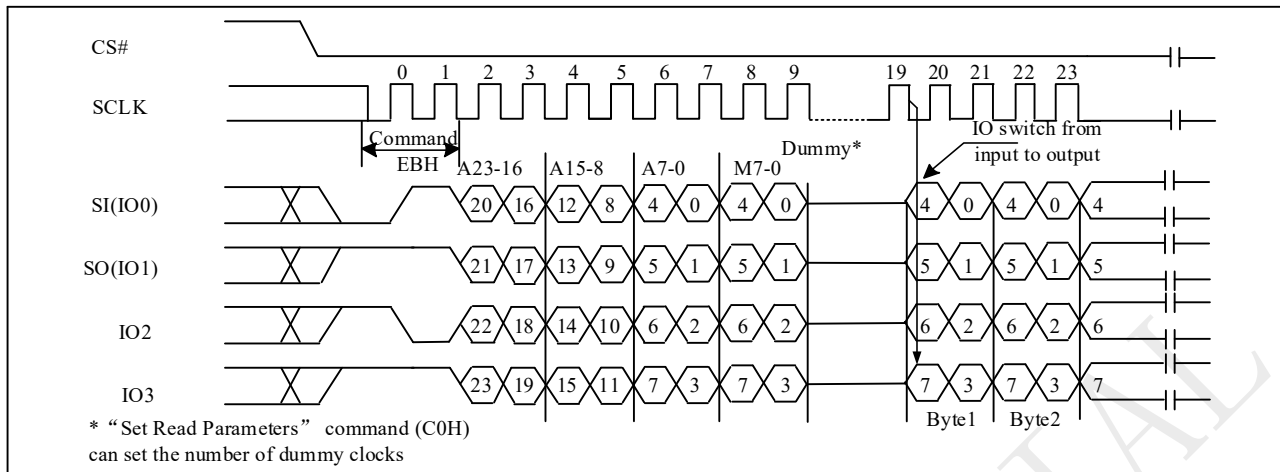 CS#
0 1 2 3 4 5 6 7 8 9 19 20 21 22 23
SCLK
Command
EBH
Dummy*
IO switch from
input to output
A23-16 A15-8 A7-0 M7-0
SI(IO0) 20 16 12 8 4 0 4 0 4 0 4 0 4
SO(IO1) 21 17 13 9 5 1 5 1 5 1 5 1 5
IO2 22 18 14 10 6 2 6 2 6 2 6 2 6
IO3 23 19 15 11 7 3 7 3 7 3 7 3 7
Byte1 Byte2
* “Set Read Parameters” command (C0H)
can set the number of dummy clocks